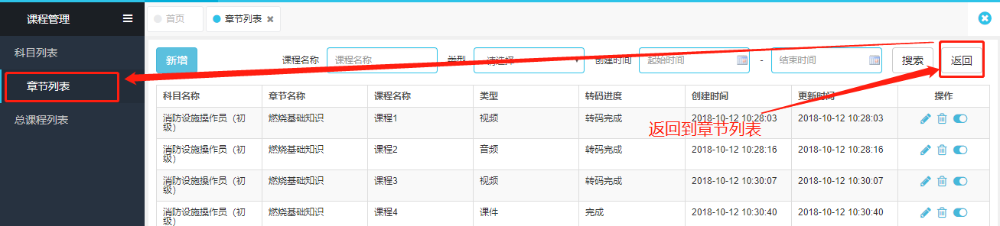 课程管理
首页
章节列表
科目列表
章节列表
总课程列表
新增
课程名称 课程名称 类型 请选择 创建时间 起始时间 - 结束时间 搜索 返回
科目名称 章节名称 课程名称 类型 转码进度 创建时间 更新时间 操作
消防设施操作员（初
级） 燃烧基础知识 课程1 视频 转码完成 2018-10-12 10:28:03 2018-10-12 10:28:03
返回到章节列表
消防设施操作员（初
级） 燃烧基础知识 课程2 音频 转码完成 2018-10-12 10:28:16 2018-10-12 10:28:16
消防设施操作员（初
级） 燃烧基础知识 课程3 视频 转码完成 2018-10-12 10:30:07 2018-10-12 10:30:07
消防设施操作员（初
级） 燃烧基础知识 课程4 课件 完成 2018-10-12 10:30:40 2018-10-12 10:30:40